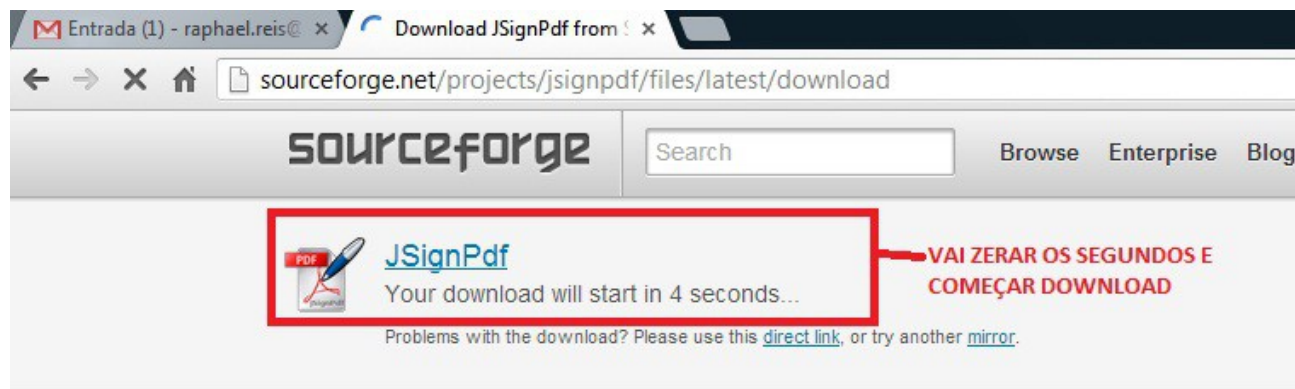 Entrada (1) - raphael.reis@
Download JSignPdf from S
sourceforge.net/projects/jsignpdf/files/latest/download
sourceforge
Search
Browse Enterprise Blog
PDF
JSignPdf
Your download will start in 4 seconds...
VAI ZERAR OS SEGUNDOS E
COMEÇAR DOWNLOAD
Problems with the download? Please use this direct link, or try another mirror.